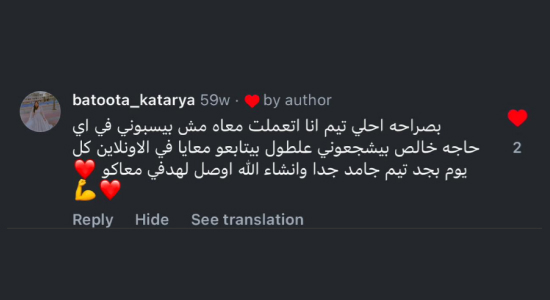 batoota_katarya 59w · ❤️ by author
بصراحه احلي تيم انا اتعملت معاه مش بيسبوني في اي
حاجه خالص بيشجعوني علطول بيتابعو معايا في الاونلاين كل
يوم بجد تيم جامد جدا وانشاء الله اوصل لهدفي معاكو ❤️
❤️💪
2
Reply Hide See translation